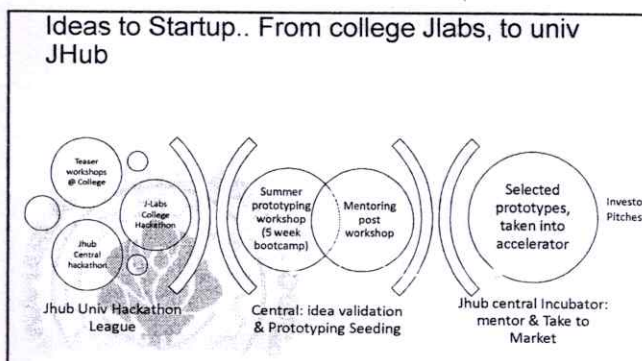 Ideas to Startup.. From college Jlabs, to univ
JHub
Teaser
workshops
@ College
J-Labs
College
Hackathon
Jhub
Central
hackathon
Jhub Univ Hackathon
League
Summer
prototyping
workshop
(5 week
bootcamp)
Mentoring
post
workshop
Central: idea validation
& Prototyping Seeding
Selected
prototypes,
taken into
accelerator
Jhub central Incubator:
mentor & Take to
Market
Investo
Pitches